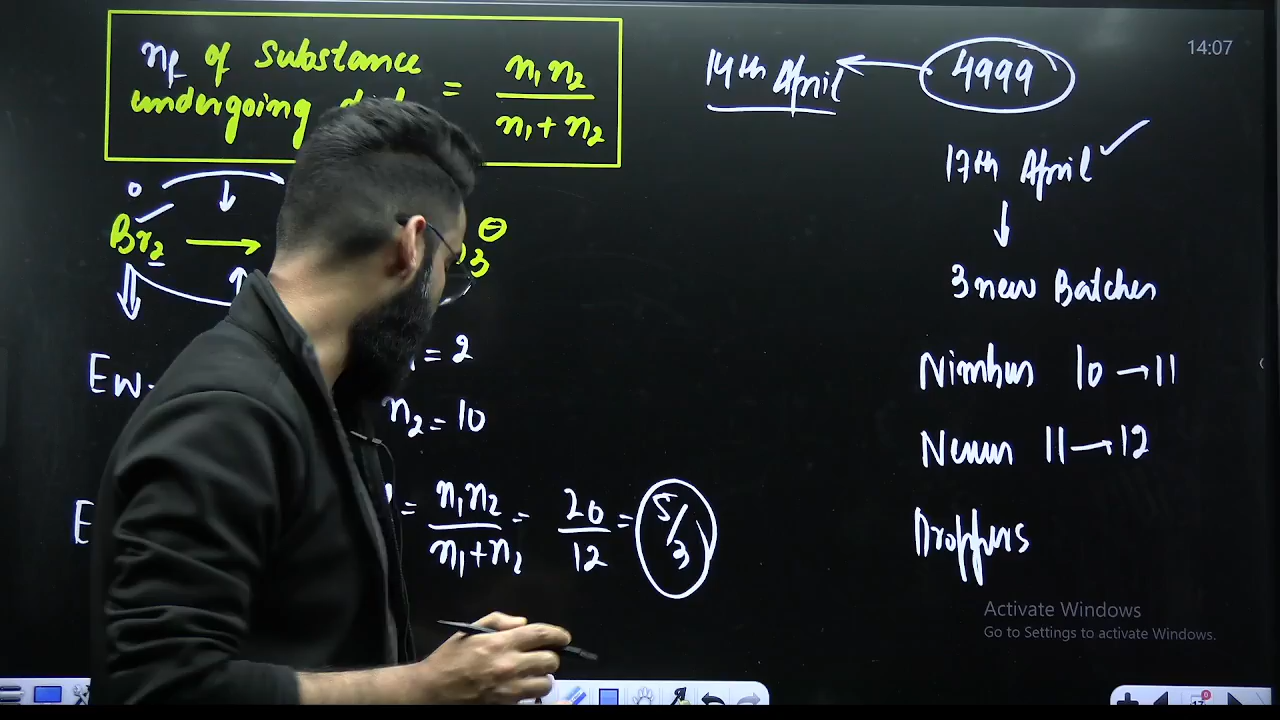 nf of Substance
undergoing = n₁n₂ / n₁+n₂
0
Br₂ → 3⊖
Ew
= 2
n₂ = 10
E = n₁n₂ / n₁+n₂ = 20 / 12 = 5/3
14th April ← 4999
14:07
17th April ✓
↓
3 new Batches
Nimbus 10 → 11
11 → 12
Droppers
Activate Windows
Go to Settings to activate Windows.